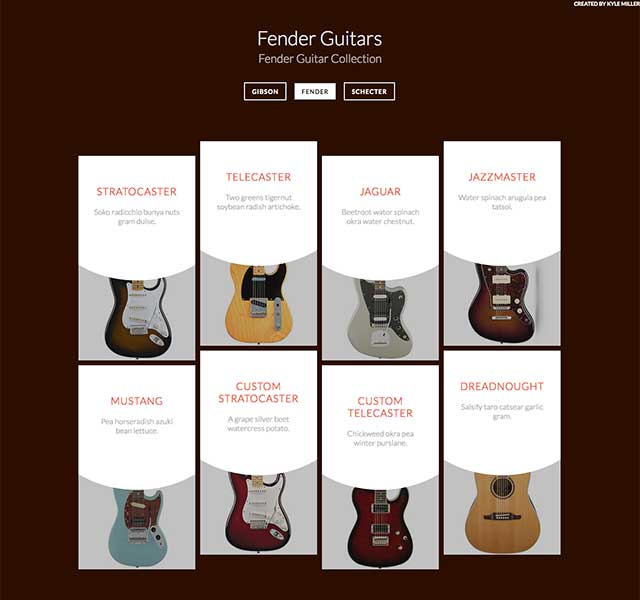 CREATED BY KYLE MILLER
Fender Guitars
Fender Guitar Collection
GIBSON
FENDER
SCHECTER
STRATOCASTER
Soko radicchio bunya nuts
gram dulse.
TELECASTER
Two greens tigernut
soybean radish artichoke.
JAGUAR
Beetroot water spinach
okra water chestnut.
JAZZMASTER
Water spinach arugula pea
tatsoi.
MUSTANG
Pea horseradish azuki
bean lettuce.
CUSTOM
STRATOCASTER
A grape silver beet
watercress potato.
CUSTOM
TELECASTER
Chickweed okra pea
winter purslane.
DREADNOUGHT
Salsify taro catsear garlic
gram.